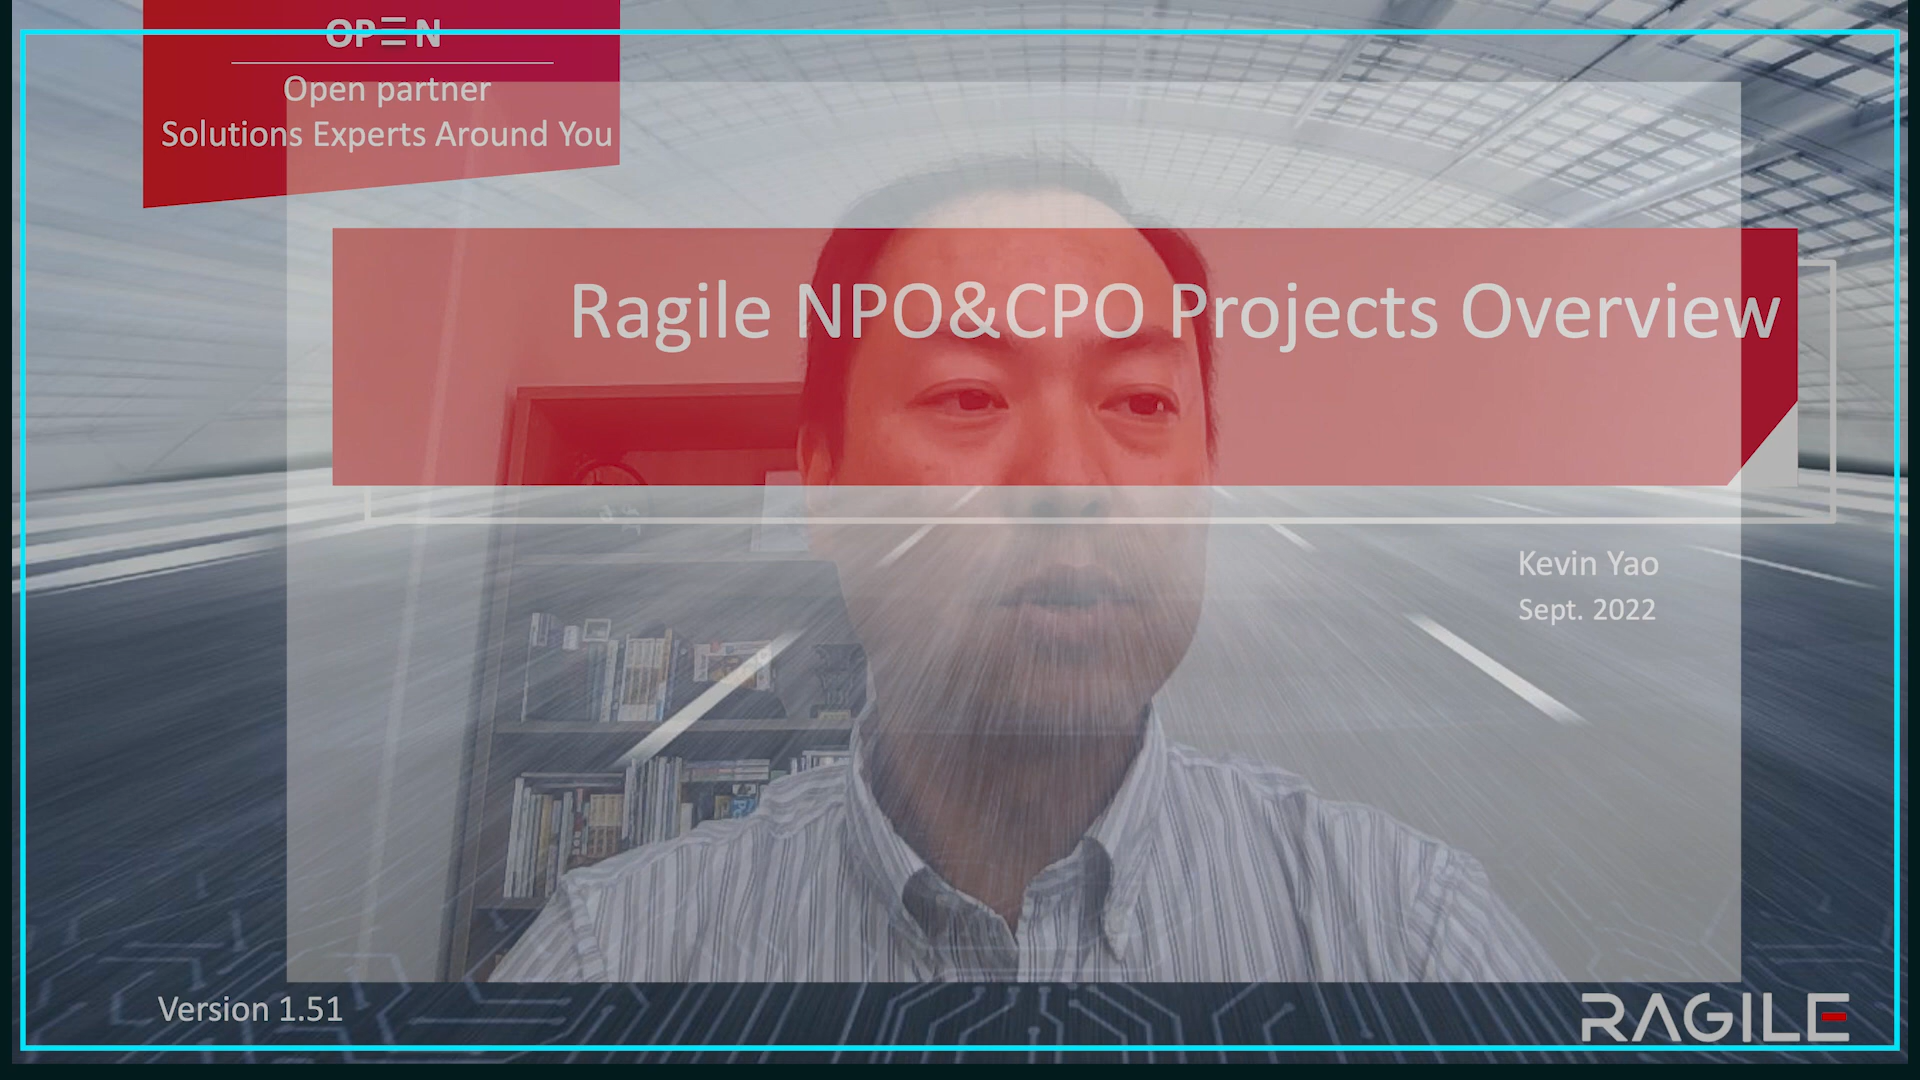 OPEN
Open partner
Solutions Experts Around You
Ragile NPO&CPO Projects Overview
Kevin Yao
Sept. 2022
Version 1.51
RAGILE